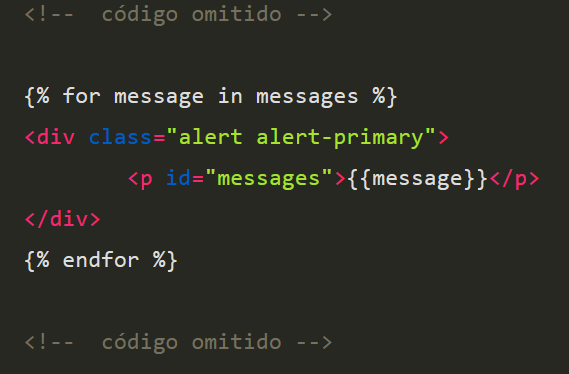 <!--  código omitido -->
{% for message in messages %}
<div class="alert alert-primary">
        <p id="messages">{{message}}</p>
</div>
{% endfor %}
<!--  código omitido -->